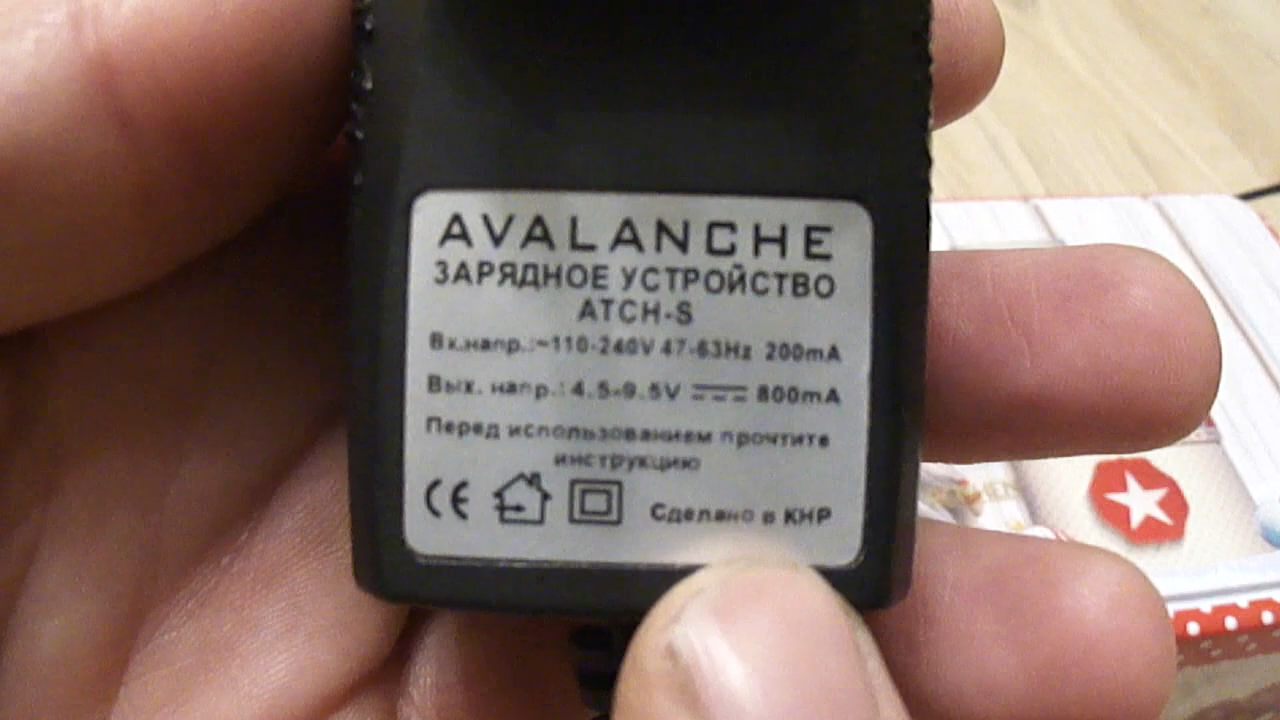 AVALANCHE
ЗАРЯДНОЕ УСТРОЙСТВО
ATCH-S
Вх.напр.:~110-240V 47-63Hz 200mA
Вых. напр.: 4.5-9.5V 800mA
Перед использованием прочтите
инструкцию
CE Сделано в КНР